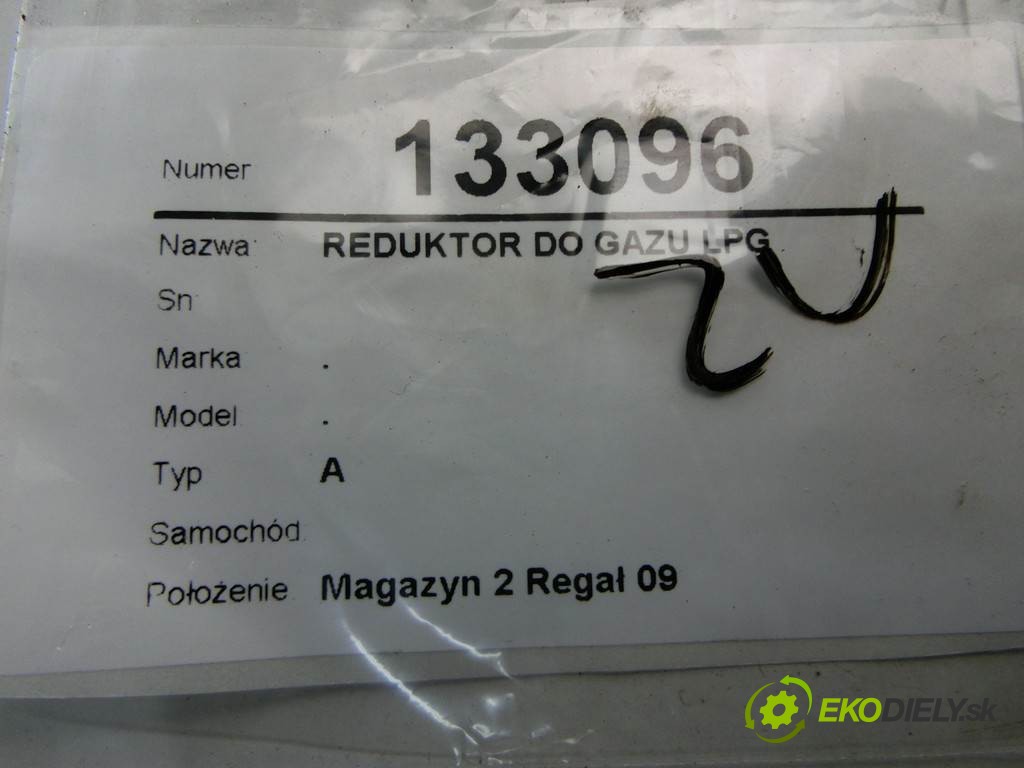 Numer 133096
Nazwa: REDUKTOR DO GAZU LPG
Sn
Marka .
Model .
Typ A
Samochód
Położenie Magazyn 2 Regał 09
EKODIELY.sk